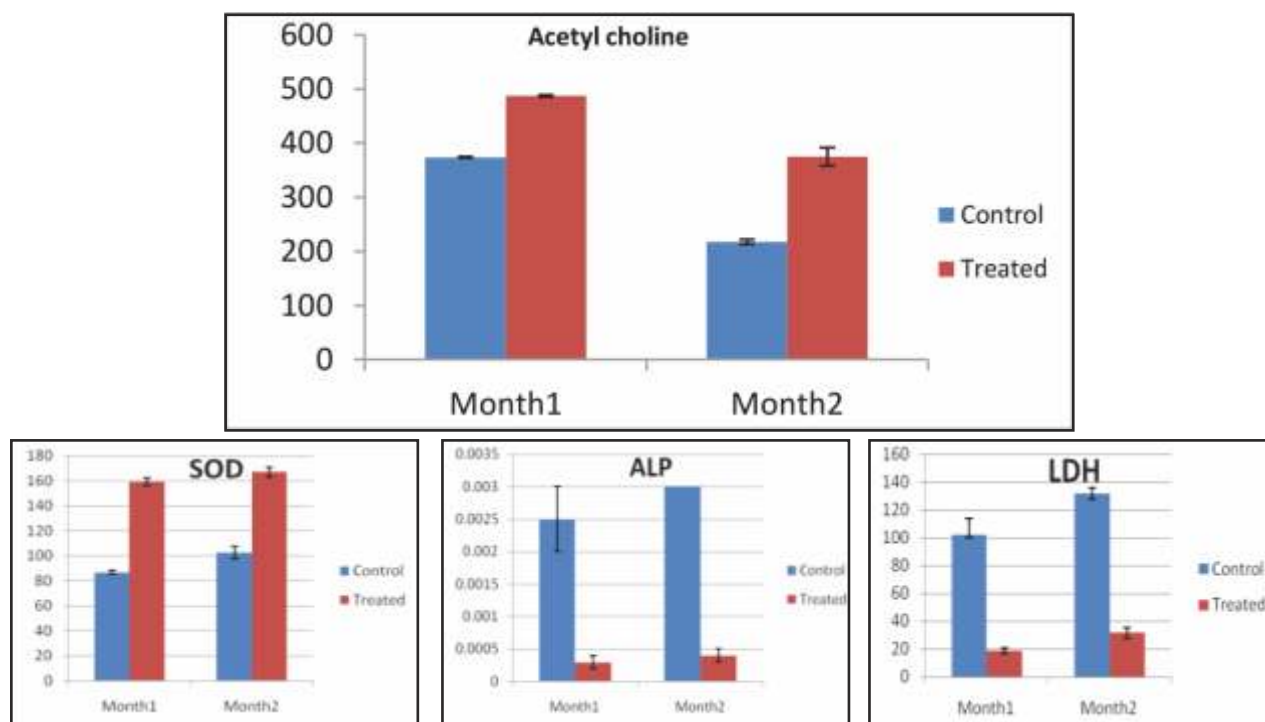 Acetyl choline
600
500
400
300
200
100
0
Month1 Month2
Control
Treated
SOD
180
160
140
120
100
80
60
40
20
0
Month1 Month2
Control
Treated
ALP
0.0035
0.003
0.0025
0.002
0.0015
0.001
0.0005
0
Month1 Month2
Control
Treated
LDH
160
140
120
100
80
60
40
20
0
Month1 Month2
Control
Treated